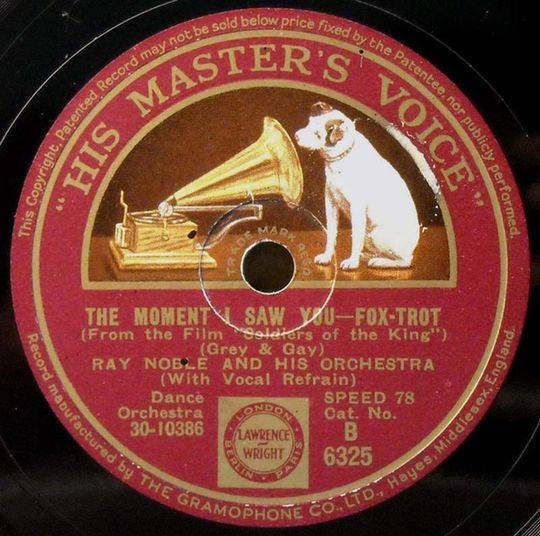 This Copyright, Patented Record may not be sold below price fixed by the Patentee, nor publicly performed.
"HIS MASTER'S VOICE"
TRADE MARK REGD
THE MOMENT I SAW YOU—FOX-TROT
(From the Film "Soldiers of the King")
(Grey & Gay)
RAY NOBLE AND HIS ORCHESTRA
(With Vocal Refrain)
Dance
Orchestra
30-10386
LONDON
LAWRENCE
WRIGHT
BERLIN PARIS
SPEED 78
Cat. No.
B
6325
Record manufactured by THE GRAMOPHONE CO., LTD., Hayes, Middlesex, England.